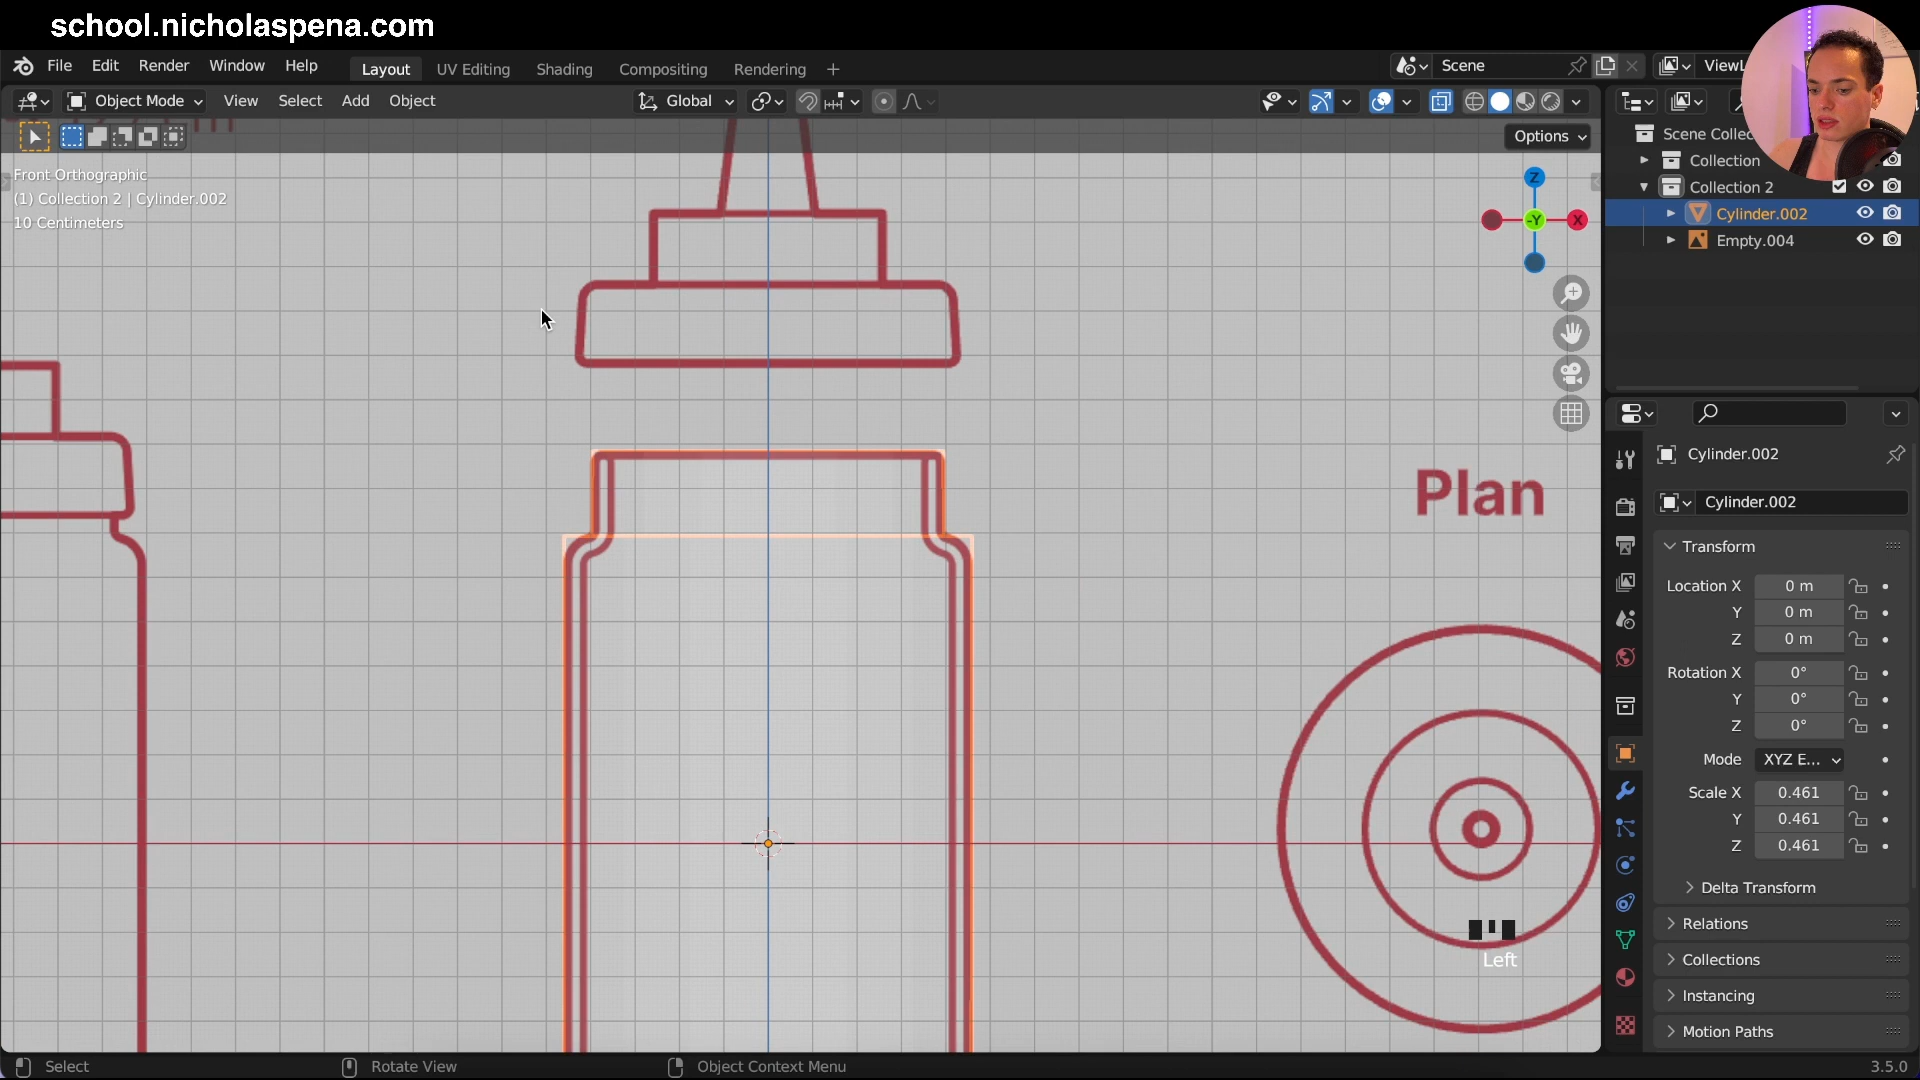 school.nicholaspena.com
File Edit Render Window Help Layout UV Editing Shading Compositing Rendering + Scene
Object Mode View Select Add Object Global
Options
Front Orthographic
(1) Collection 2 | Cylinder.002
10 Centimeters
Z
-Y
X
Plan
Left
Collection
Collection 2
Cylinder.002
Empty.004
Cylinder.002
Cylinder.002
Transform
Location X 0 m
Y 0 m
Z 0 m
Rotation X 0°
Y 0°
Z 0°
Mode XYZ E...
Scale X 0.461
Y 0.461
Z 0.461
Delta Transform
Relations
Collections
Instancing
Motion Paths
Select Rotate View Object Context Menu 3.5.0